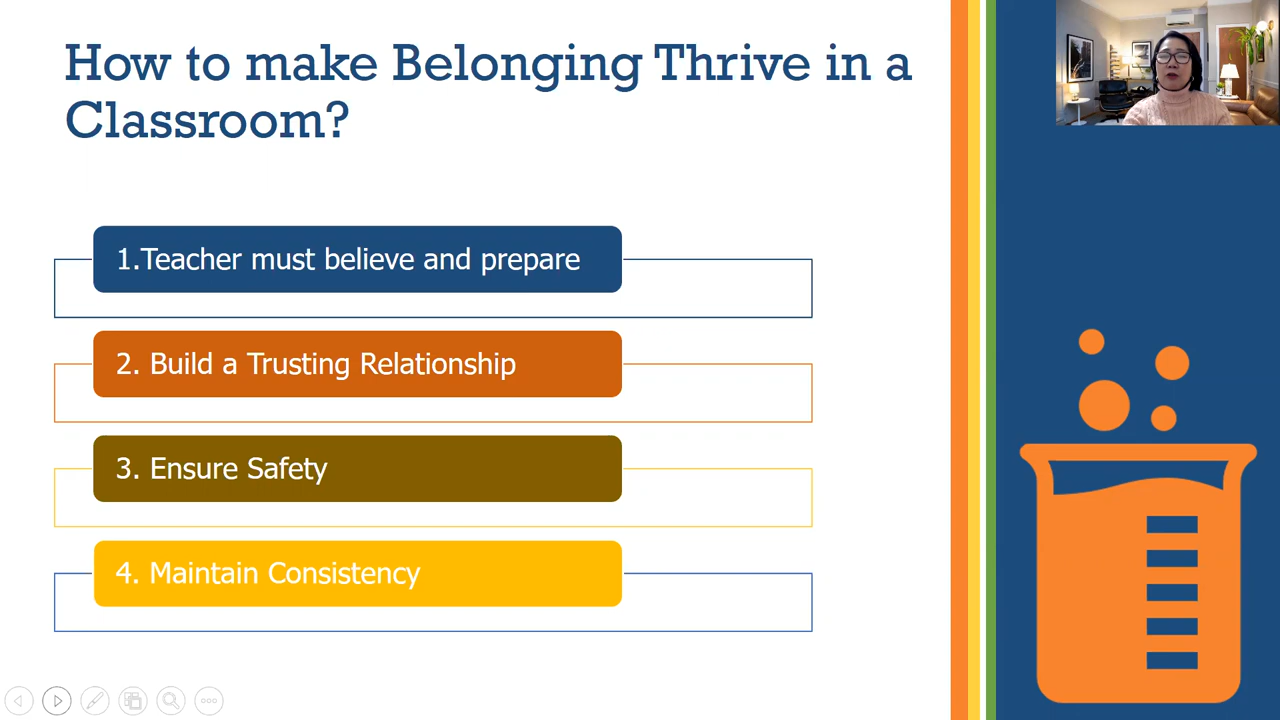 How to make Belonging Thrive in a
Classroom?
1.Teacher must believe and prepare
2. Build a Trusting Relationship
3. Ensure Safety
4. Maintain Consistency